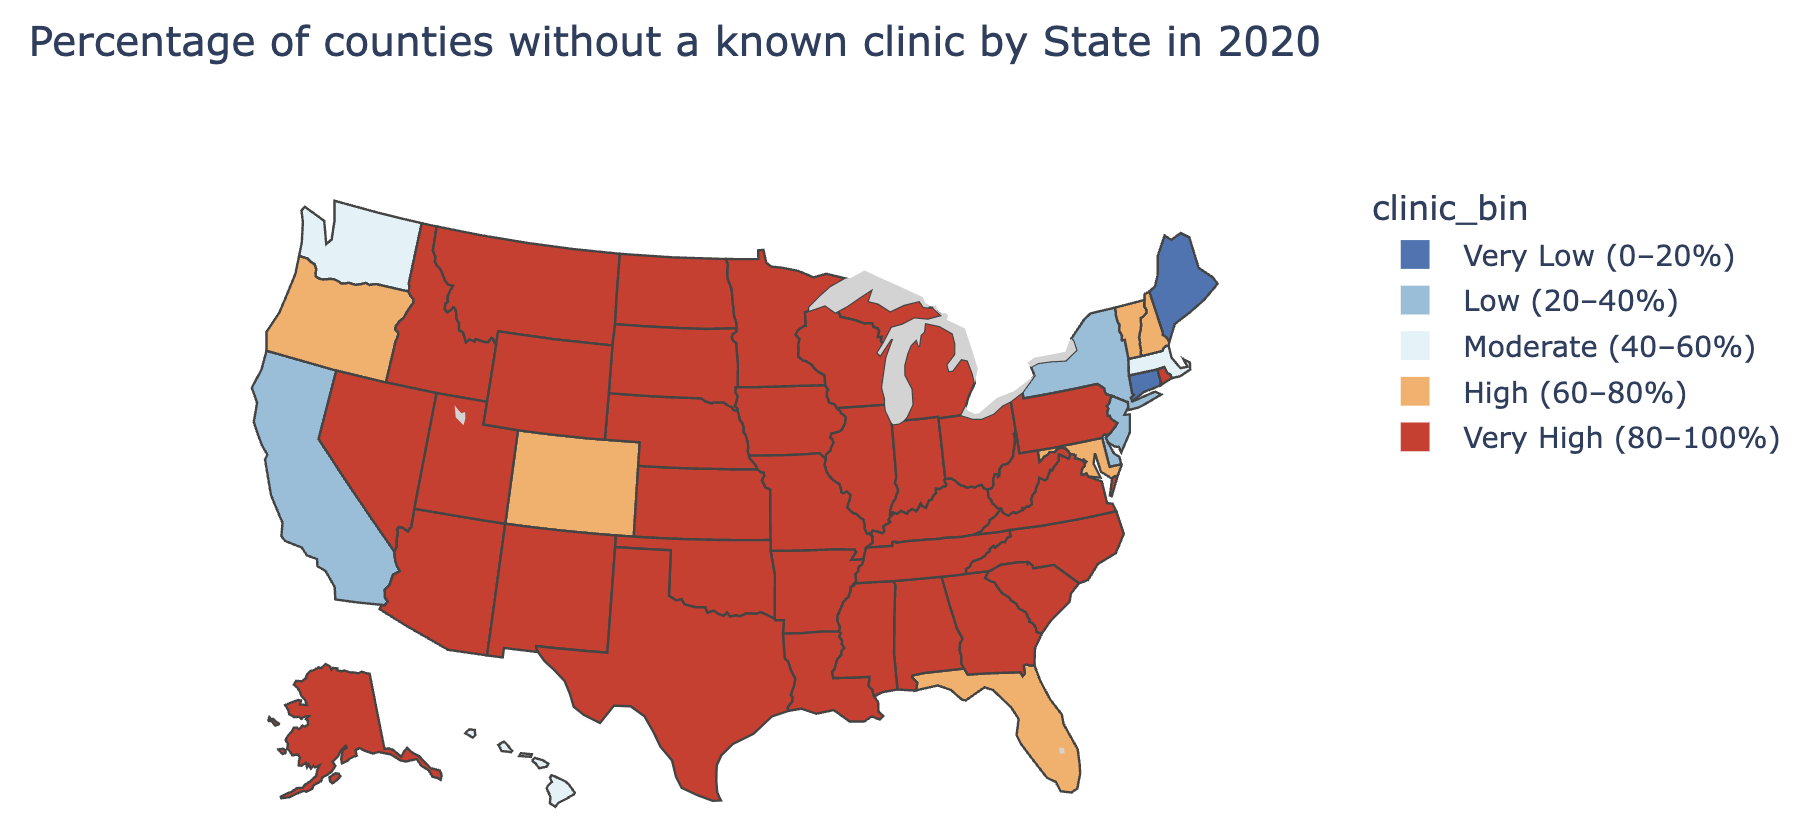 Percentage of counties without a known clinic by State in 2020
clinic_bin
Very Low (0–20%)
Low (20–40%)
Moderate (40–60%)
High (60–80%)
Very High (80–100%)